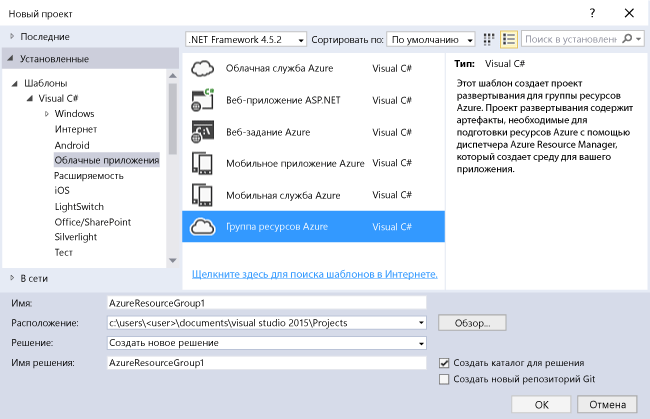 Новый проект
? ×
Последние
.NET Framework 4.5.2
Сортировать по:
По умолчанию
Поиск в установлен
Установленные
Шаблоны
Visual C#
Windows
Интернет
Android
Облачные приложения
Расширяемость
iOS
LightSwitch
Office/SharePoint
Silverlight
Тест
В сети
Облачная служба Azure Visual C#
Веб-приложение ASP.NET Visual C#
Веб-задание Azure Visual C#
Мобильное приложение Azure Visual C#
Мобильная служба Azure Visual C#
Группа ресурсов Azure Visual C#
Щелкните здесь для поиска шаблонов в Интернете.
Тип: Visual C#
Этот шаблон создает проект
развертывания для группы ресурсов
Azure. Проект развертывания содержит
артефакты, необходимые для
подготовки ресурсов Azure с помощью
диспетчера Azure Resource Manager,
который создает среду для вашего
приложения.
Имя: AzureResourceGroup1
Расположение: c:\users\<user>\documents\visual studio 2015\Projects
Обзор...
Решение: Создать новое решение
Имя решения: AzureResourceGroup1
Создать каталог для решения
Создать новый репозиторий Git
ОК
Отмена